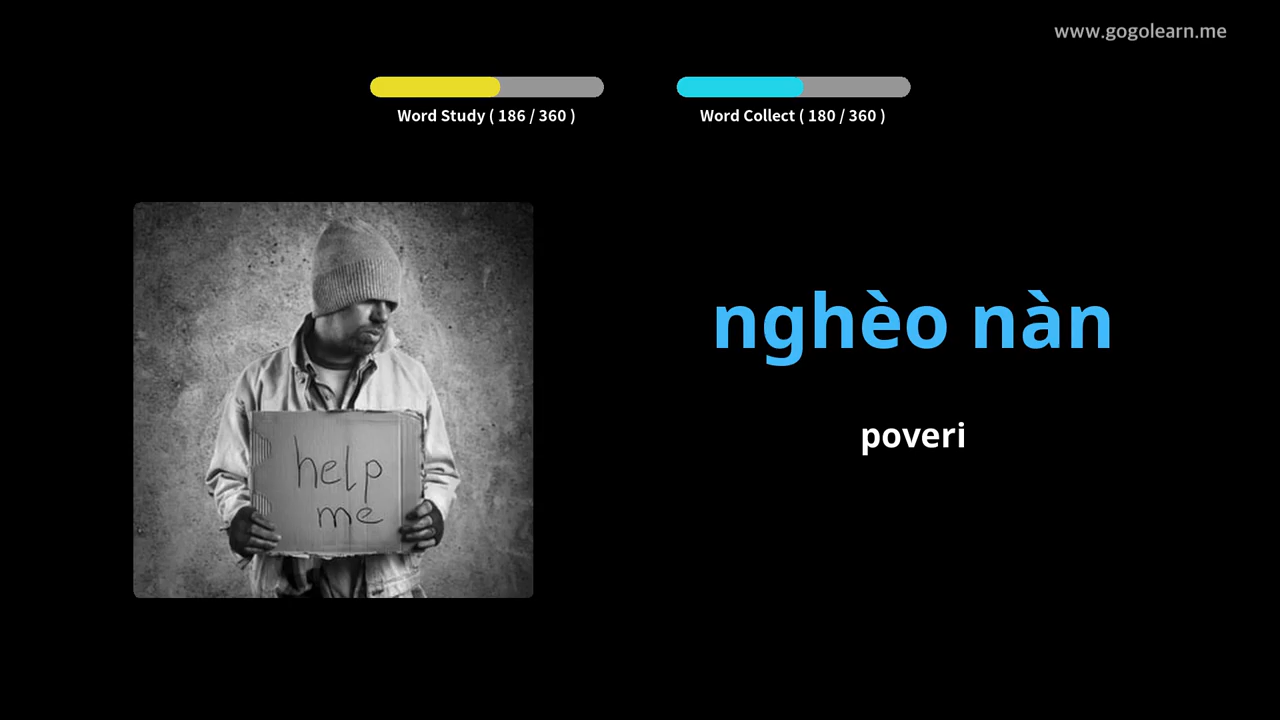 www.gogolearn.me
Word Study ( 186 / 360 )
Word Collect ( 180 / 360 )
help
me
nghèo nàn
poveri